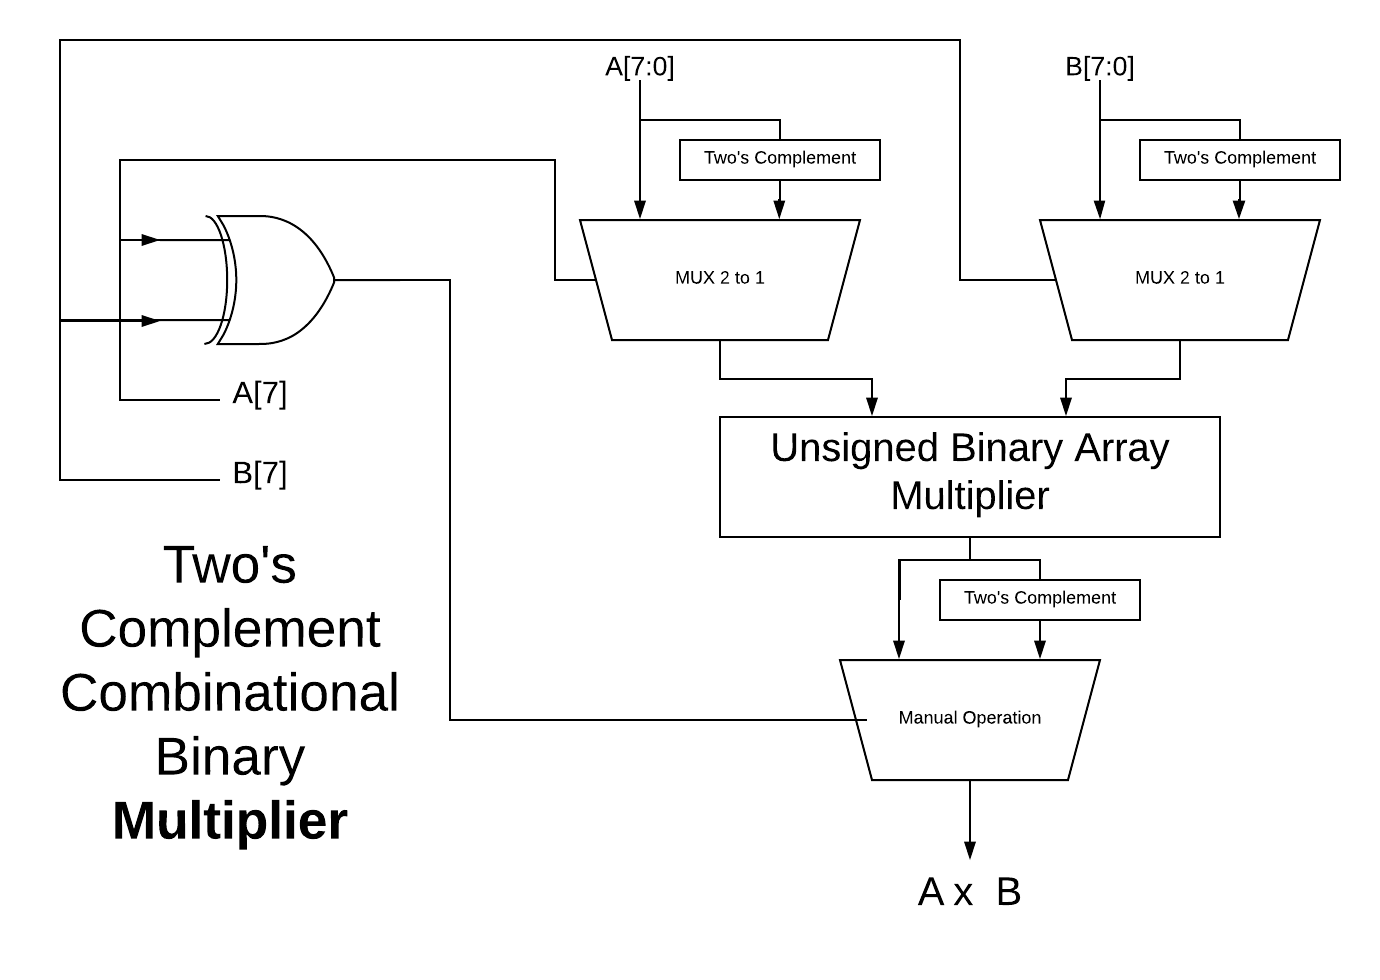 A[7:0]
B[7:0]
Two's Complement
Two's Complement
MUX 2 to 1
MUX 2 to 1
A[7]
B[7]
Unsigned Binary Array
Multiplier
Two's
Complement
Combinational
Binary
Multiplier
Two's Complement
Manual Operation
A x  B